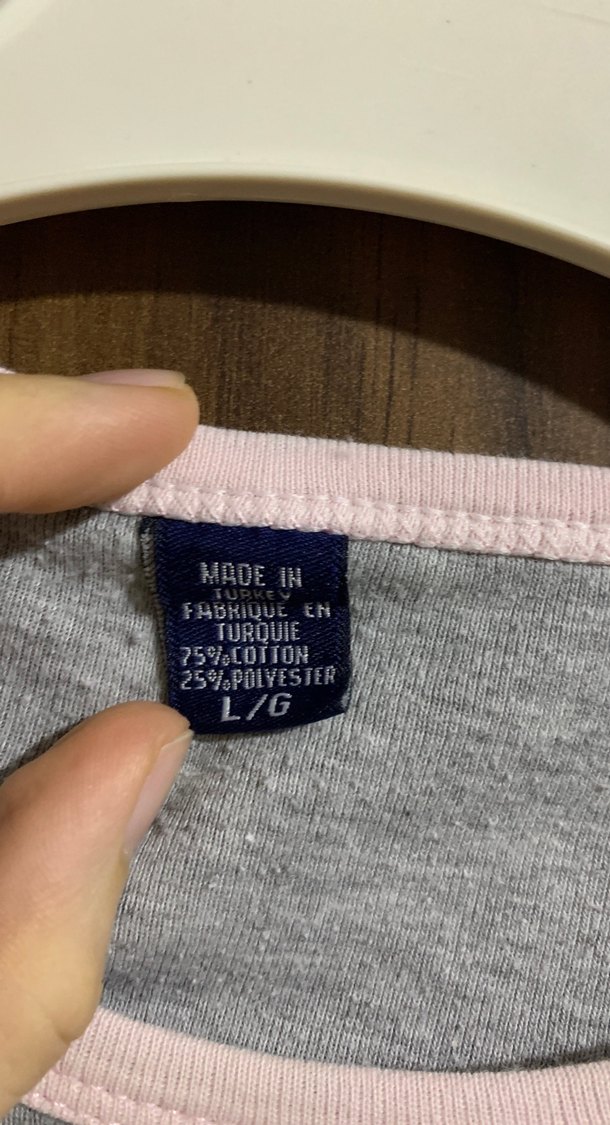 MADE IN
TURKEY
FABRIQUE EN
TURQUIE
75%COTTON
25%POLYESTER
L/G